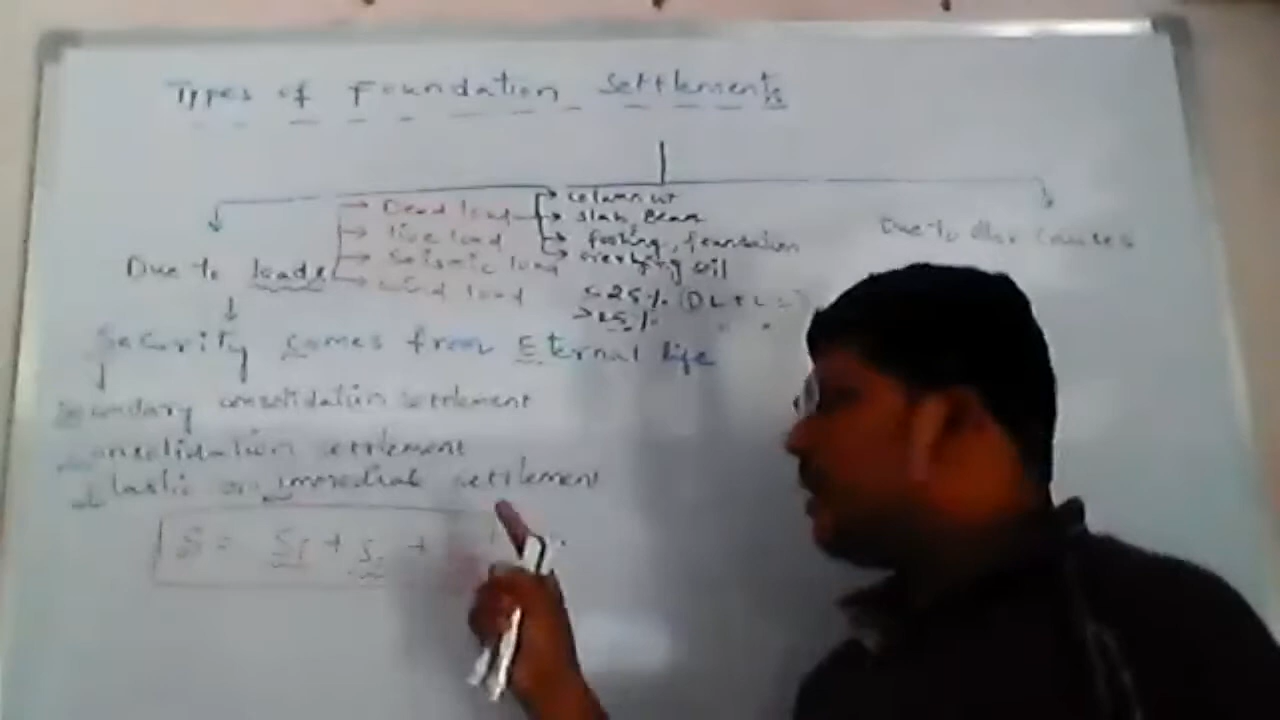 Types of Foundation Settlements
column wt
Dead load slab, Beam
live load footing, foundation
Due to other causes
Seismic load overlying soil
Due to loads
wind load ≤25% (DL+LL)
>25%
Security comes from Eternal life
Secondary consolidation settlement
consolidation settlement
Elastic or immediate settlement
S = Si + Sc +